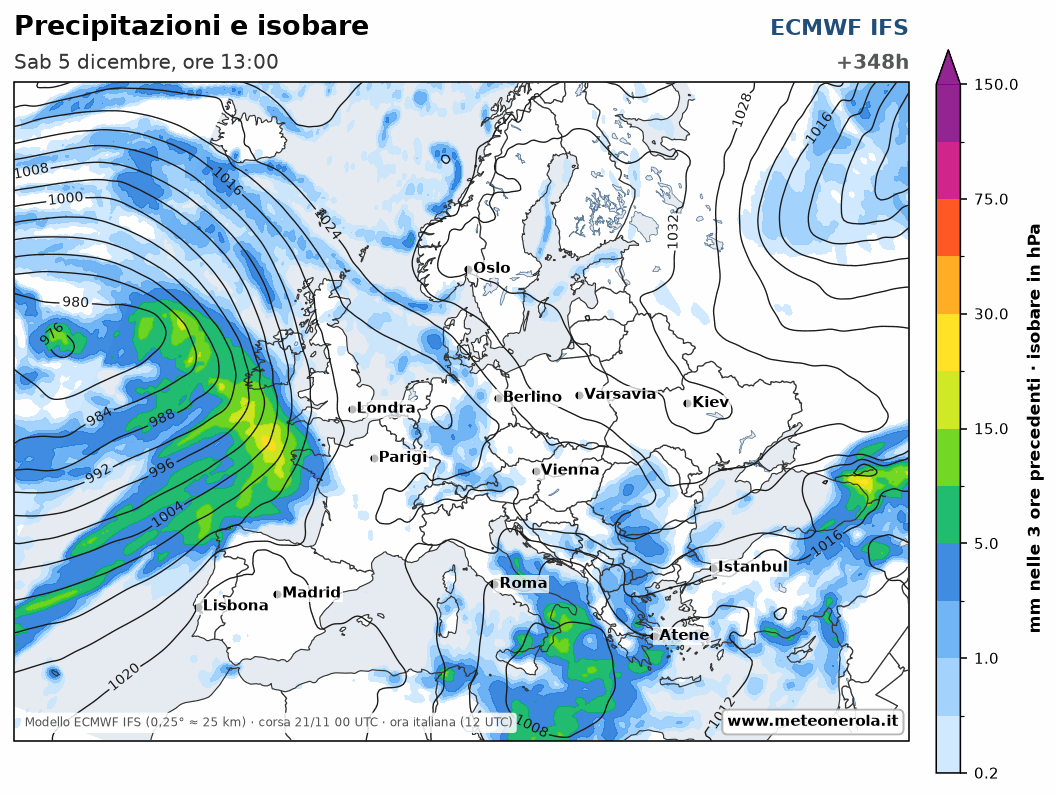 Precipitazioni e isobare
ECMWF IFS
Sab 5 dicembre, ore 13:00
+348h
150.0
75.0
30.0
15.0
5.0
1.0
0.2
mm nelle 3 ore precedenti · isobare in hPa
1028
1016
1008
1016
1000
1024
1032
Oslo
980
976
984
988
Londra
Berlino
Varsavia
Kiev
992
996
Parigi
Vienna
1004
1016
Istanbul
Roma
Madrid
Lisbona
Atene
1020
1012
1008
Modello ECMWF IFS (0,25° ≈ 25 km) · corsa 21/11 00 UTC · ora italiana (12 UTC)
www.meteonerola.it